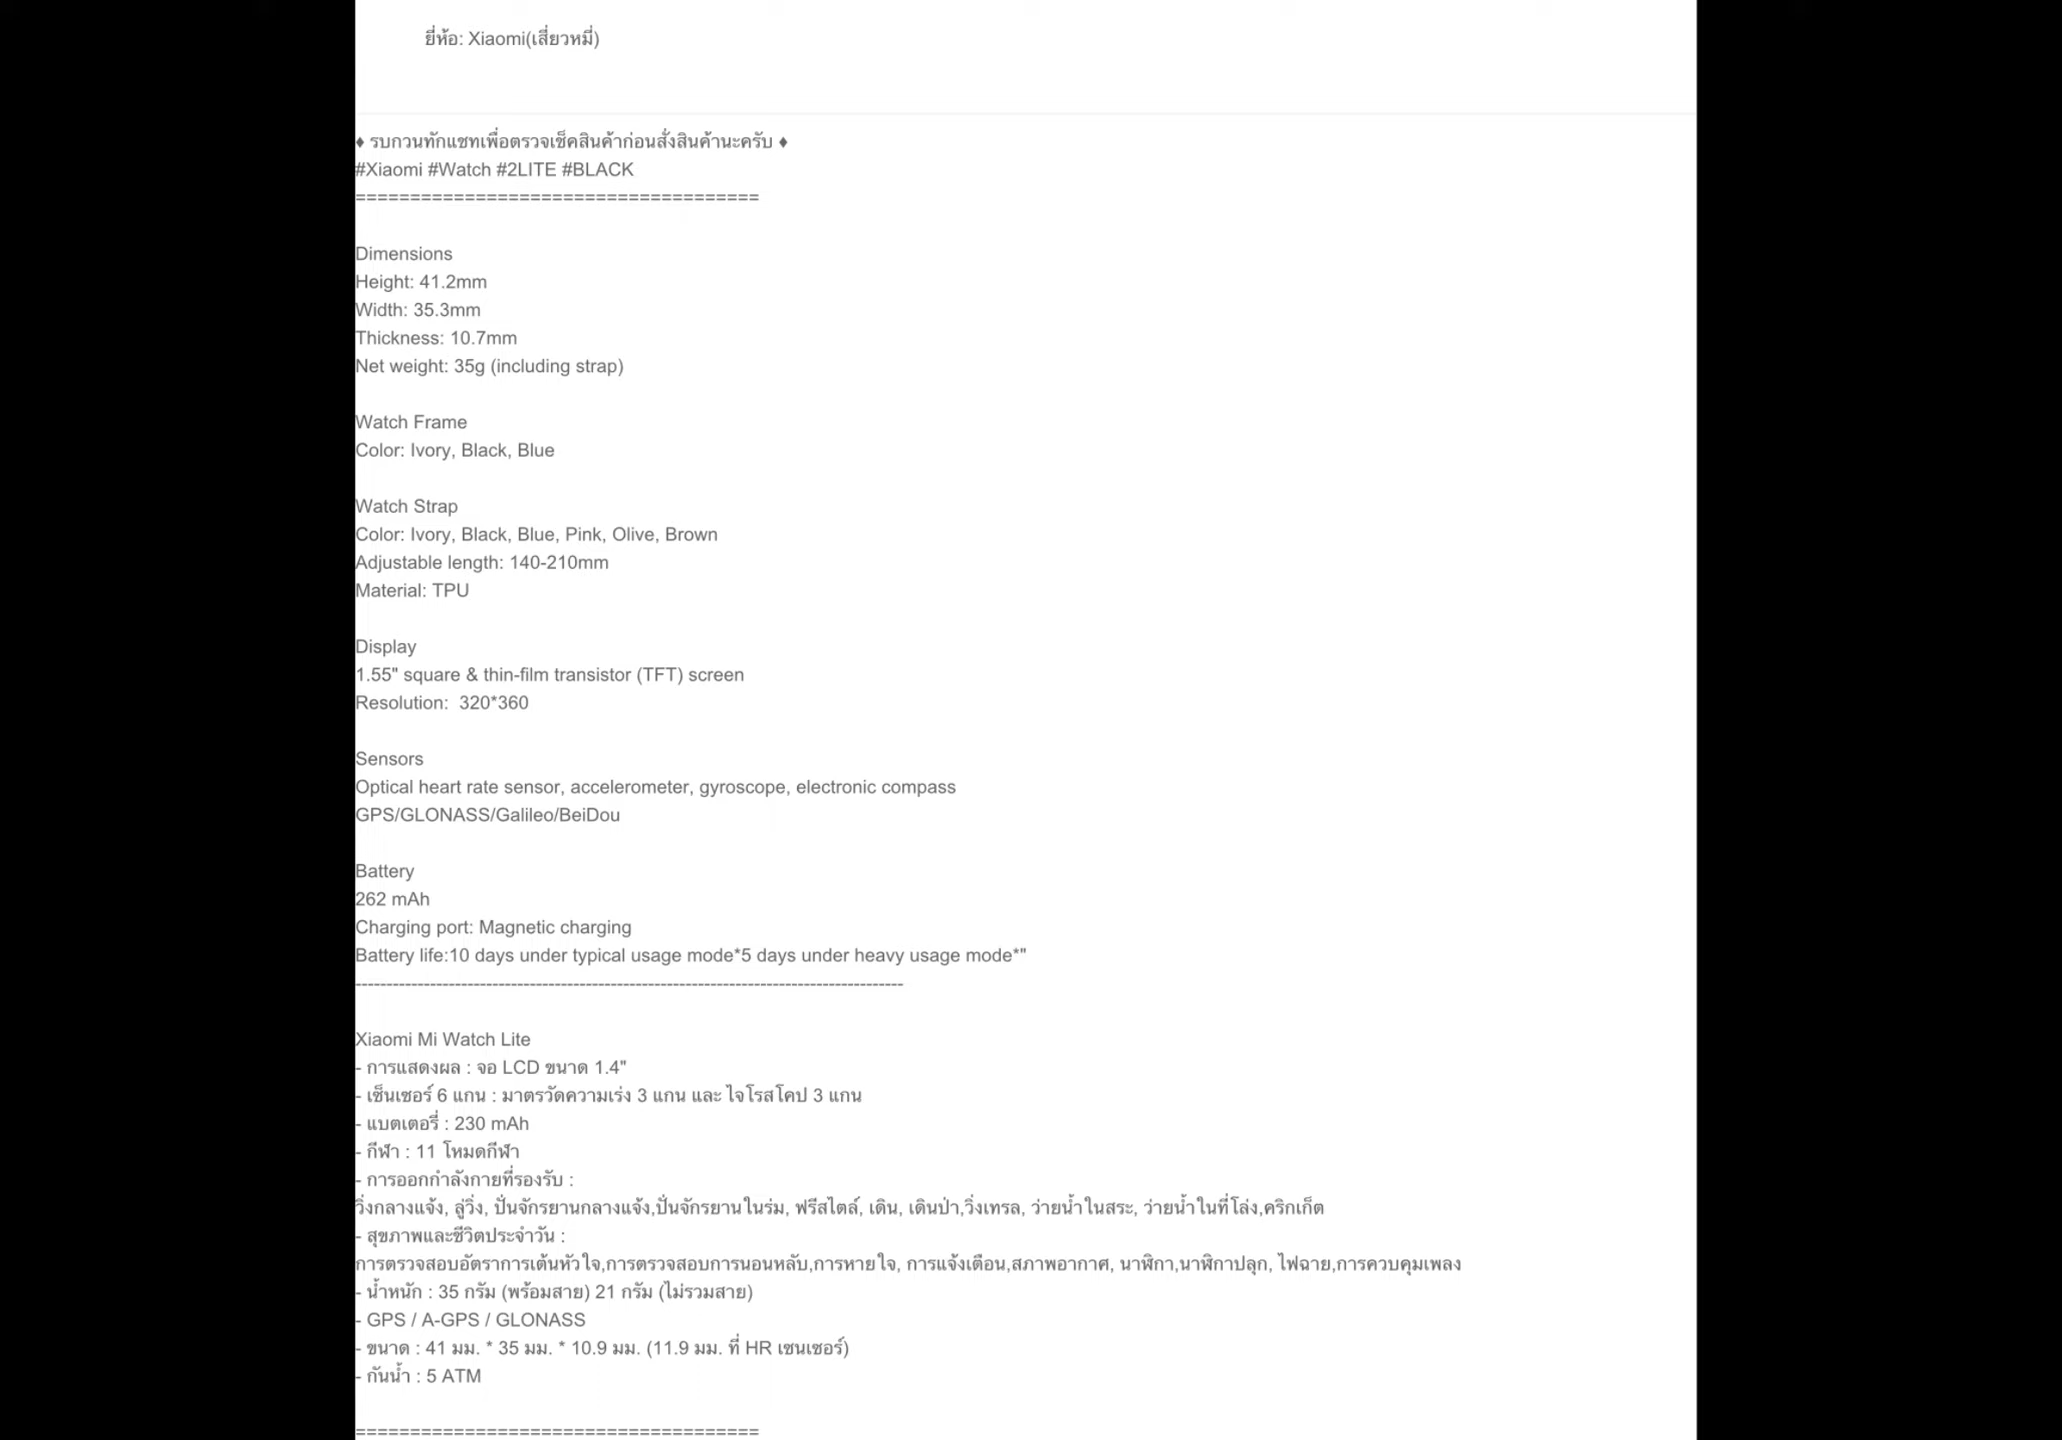 ยี่ห้อ: Xiaomi(เสี่ยวหมี่)
♦ รบกวนทักแชทเพื่อตรวจเช็คสินค้าก่อนสั่งสินค้านะครับ ♦
#Xiaomi #Watch #2LITE #BLACK
=====================================
Dimensions
Height: 41.2mm
Width: 35.3mm
Thickness: 10.7mm
Net weight: 35g (including strap)
Watch Frame
Color: Ivory, Black, Blue
Watch Strap
Color: Ivory, Black, Blue, Pink, Olive, Brown
Adjustable length: 140-210mm
Material: TPU
Display
1.55" square & thin-film transistor (TFT) screen
Resolution:  320*360
Sensors
Optical heart rate sensor, accelerometer, gyroscope, electronic compass
GPS/GLONASS/Galileo/BeiDou
Battery
262 mAh
Charging port: Magnetic charging
Battery life:10 days under typical usage mode*5 days under heavy usage mode*"
----------------------------------------------------------------------------------------
Xiaomi Mi Watch Lite
- การแสดงผล : จอ LCD ขนาด 1.4"
- เซ็นเซอร์ 6 แกน : มาตรวัดความเร่ง 3 แกน และ ไจโรสโคป 3 แกน
- แบตเตอรี่ : 230 mAh
- กีฬา : 11 โหมดกีฬา
- การออกกำลังกายที่รองรับ :
วิ่งกลางแจ้ง, ลู่วิ่ง, ปั่นจักรยานกลางแจ้ง,ปั่นจักรยานในร่ม, ฟรีสไตล์, เดิน, เดินป่า,วิ่งเทรล, ว่ายน้ำในสระ, ว่ายน้ำในที่โล่ง,คริกเก็ต
- สุขภาพและชีวิตประจำวัน :
การตรวจสอบอัตราการเต้นหัวใจ,การตรวจสอบการนอนหลับ,การหายใจ, การแจ้งเตือน,สภาพอากาศ, นาฬิกา,นาฬิกาปลุก, ไฟฉาย,การควบคุมเพลง
- น้ำหนัก : 35 กรัม (พร้อมสาย) 21 กรัม (ไม่รวมสาย)
- GPS / A-GPS / GLONASS
- ขนาด : 41 มม. * 35 มม. * 10.9 มม. (11.9 มม. ที่ HR เซนเซอร์)
- กันน้ำ : 5 ATM
=====================================